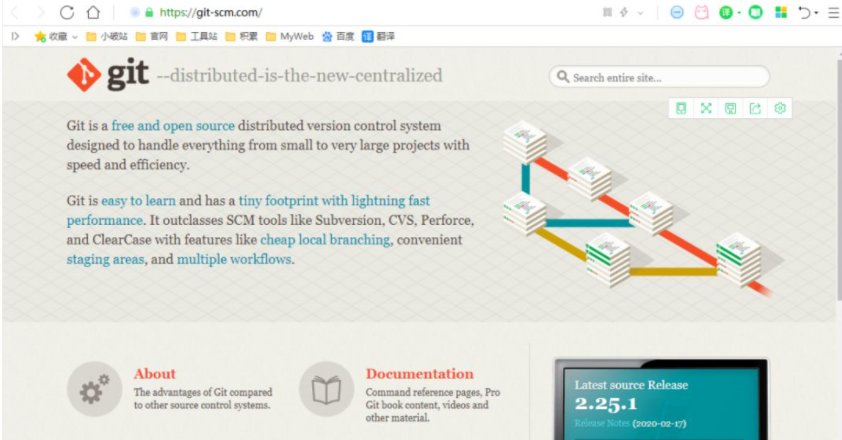 https://git-scm.com/
收藏 小破站 官网 工具站 积累 MyWeb 百度 译 翻译
git --distributed-is-the-new-centralized
Search entire site...
Git is a free and open source distributed version control system
designed to handle everything from small to very large projects with
speed and efficiency.
Git is easy to learn and has a tiny footprint with lightning fast
performance. It outclasses SCM tools like Subversion, CVS, Perforce,
and ClearCase with features like cheap local branching, convenient
staging areas, and multiple workflows.
About
The advantages of Git compared
to other source control systems.
Documentation
Command reference pages, Pro
Git book content, videos and
other material.
Latest source Release
2.25.1
Release Notes (2020-02-17)